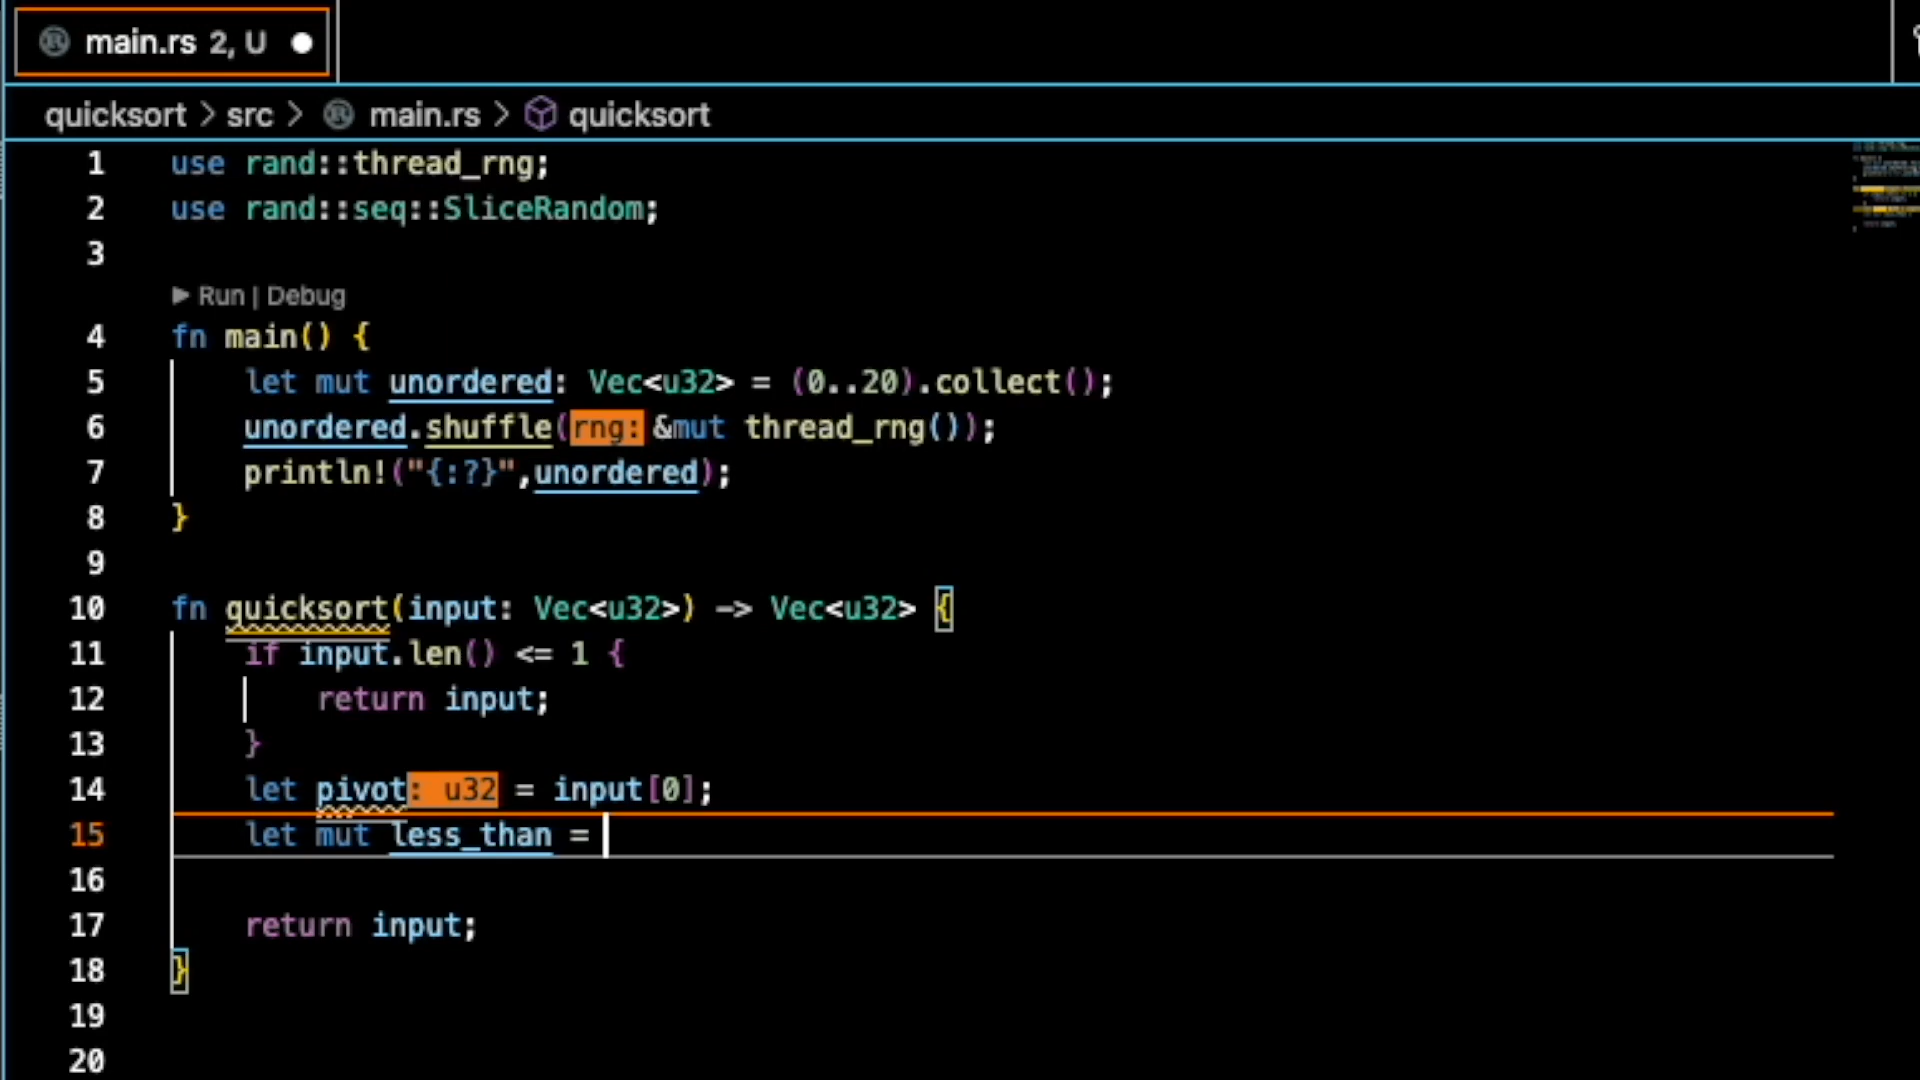 main.rs 2, U
quicksort > src > main.rs > quicksort
1 use rand::thread_rng;
2 use rand::seq::SliceRandom;
3
Run | Debug
4 fn main() {
5 let mut unordered: Vec<u32> = (0..20).collect();
6 unordered.shuffle(rng: &mut thread_rng());
7 println!("{:?}",unordered);
8 }
9
10 fn quicksort(input: Vec<u32>) -> Vec<u32> {
11 if input.len() <= 1 {
12 return input;
13 }
14 let pivot: u32 = input[0];
15 let mut less_than =
16
17 return input;
18 }
19
20